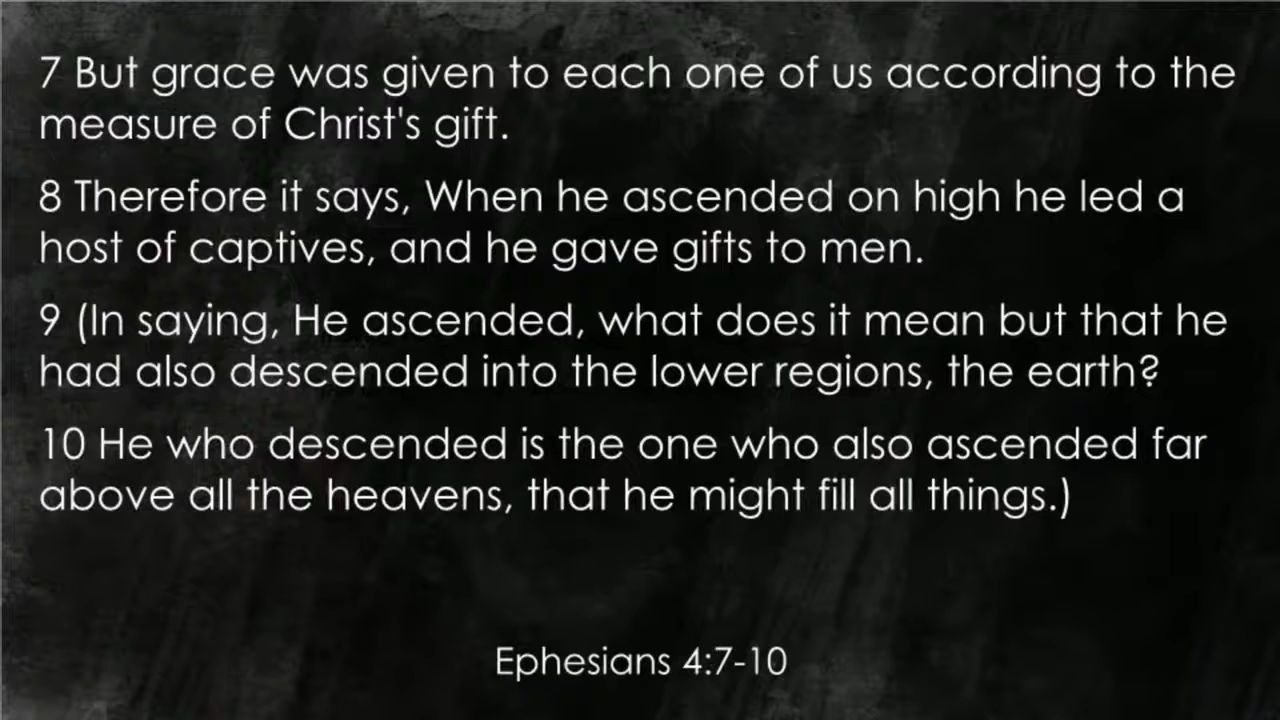 7 But grace was given to each one of us according to the
measure of Christ's gift.
8 Therefore it says, When he ascended on high he led a
host of captives, and he gave gifts to men.
9 (In saying, He ascended, what does it mean but that he
had also descended into the lower regions, the earth?
10 He who descended is the one who also ascended far
above all the heavens, that he might fill all things.)
Ephesians 4:7-10